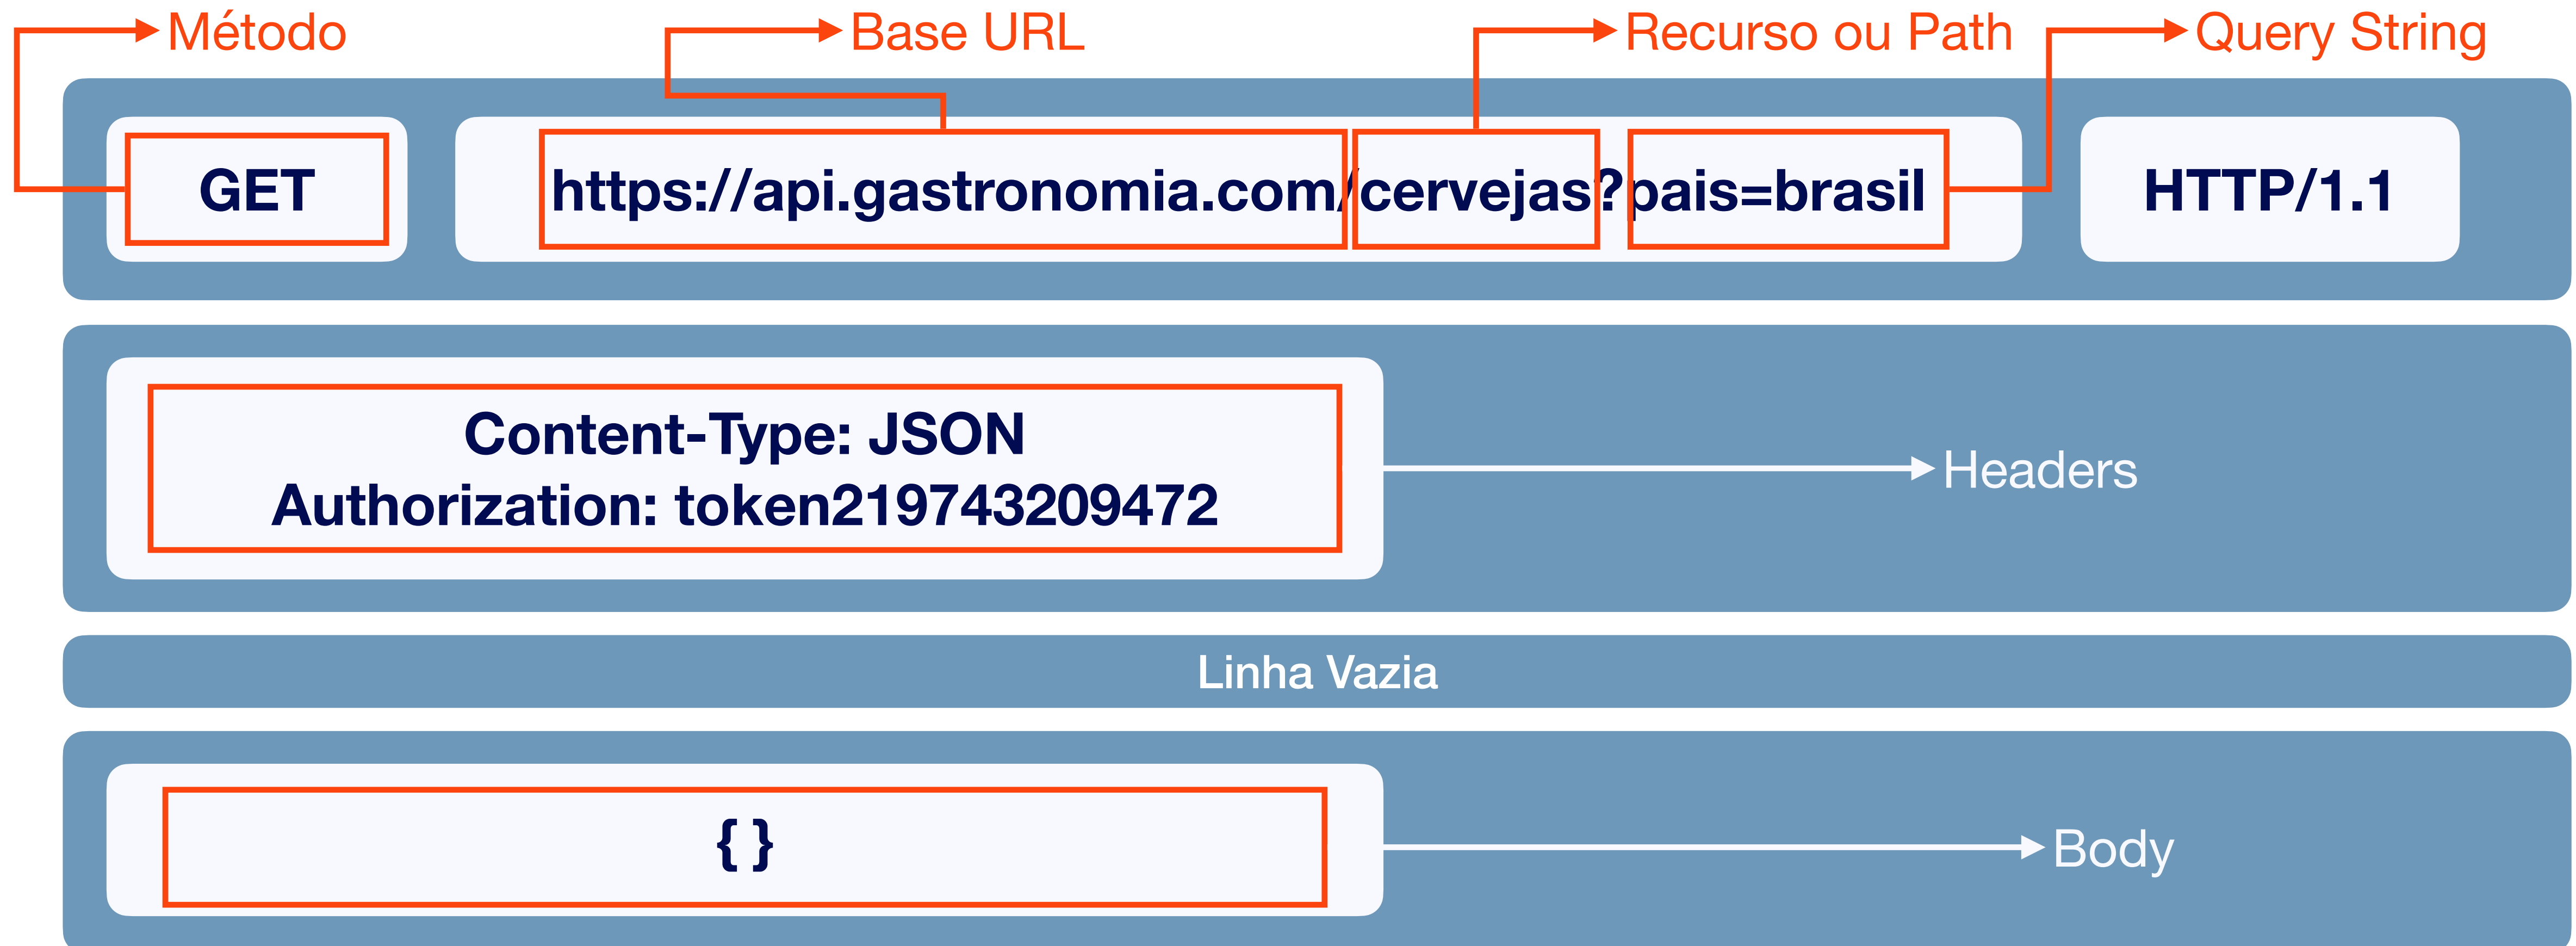 Método
Base URL
Recurso ou Path
Query String
GET
https://api.gastronomia.com/cervejas?pais=brasil
HTTP/1.1
Content-Type: JSON
Authorization: token219743209472
Headers
Linha Vazia
{ }
Body